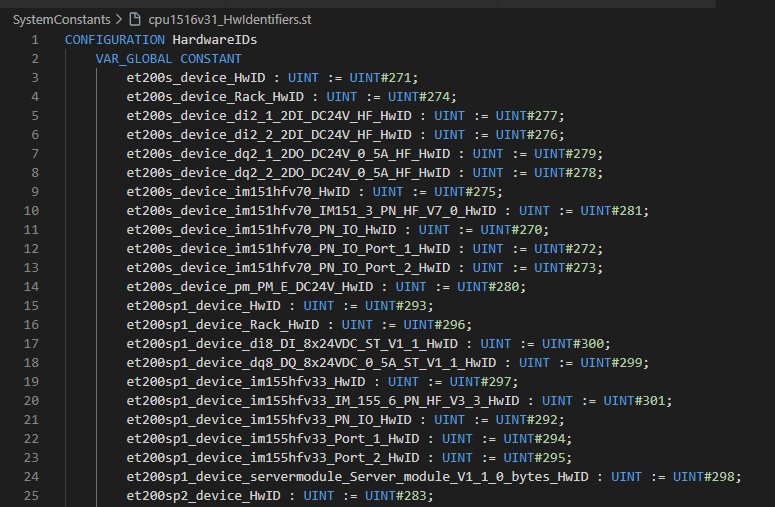 SystemConstants > cpu1516v31_HwIdentifiers.st
1 CONFIGURATION HardwareIDs
2 VAR_GLOBAL CONSTANT
3 et200s_device_HwID : UINT := UINT#271;
4 et200s_device_Rack_HwID : UINT := UINT#274;
5 et200s_device_di2_1_2DI_DC24V_HF_HwID : UINT := UINT#277;
6 et200s_device_di2_2_2DI_DC24V_HF_HwID : UINT := UINT#276;
7 et200s_device_dq2_1_2DO_DC24V_0_5A_HF_HwID : UINT := UINT#279;
8 et200s_device_dq2_2_2DO_DC24V_0_5A_HF_HwID : UINT := UINT#278;
9 et200s_device_im151hfv70_HwID : UINT := UINT#275;
10 et200s_device_im151hfv70_IM151_3_PN_HF_V7_0_HwID : UINT := UINT#281;
11 et200s_device_im151hfv70_PN_IO_HwID : UINT := UINT#270;
12 et200s_device_im151hfv70_PN_IO_Port_1_HwID : UINT := UINT#272;
13 et200s_device_im151hfv70_PN_IO_Port_2_HwID : UINT := UINT#273;
14 et200s_device_pm_PM_E_DC24V_HwID : UINT := UINT#280;
15 et200sp1_device_HwID : UINT := UINT#293;
16 et200sp1_device_Rack_HwID : UINT := UINT#296;
17 et200sp1_device_di8_DI_8x24VDC_ST_V1_1_HwID : UINT := UINT#300;
18 et200sp1_device_dq8_DQ_8x24VDC_0_5A_ST_V1_1_HwID : UINT := UINT#299;
19 et200sp1_device_im155hfv33_HwID : UINT := UINT#297;
20 et200sp1_device_im155hfv33_IM_155_6_PN_HF_V3_3_HwID : UINT := UINT#301;
21 et200sp1_device_im155hfv33_PN_IO_HwID : UINT := UINT#292;
22 et200sp1_device_im155hfv33_Port_1_HwID : UINT := UINT#294;
23 et200sp1_device_im155hfv33_Port_2_HwID : UINT := UINT#295;
24 et200sp1_device_servermodule_Server_module_V1_1_0_bytes_HwID : UINT := UINT#298;
25 et200sp2_device_HwID : UINT := UINT#283;